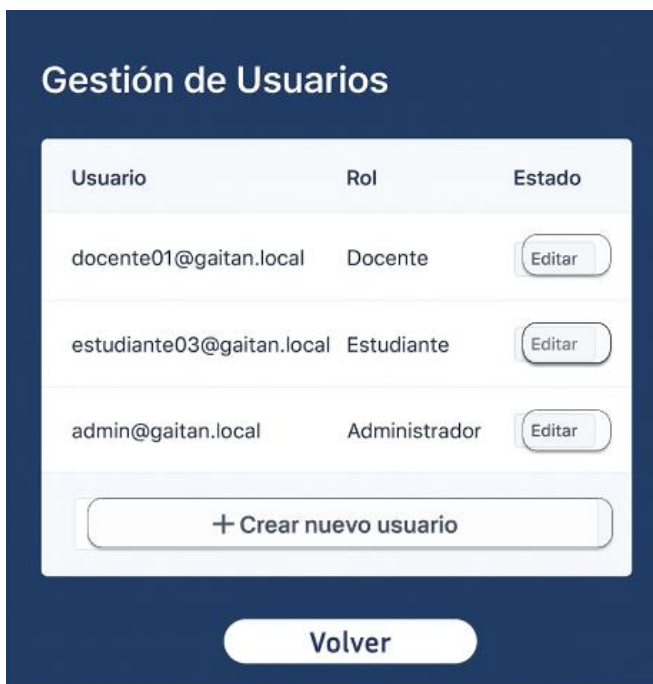 Gestión de Usuarios
Usuario Rol Estado
docente01@gaitan.local Docente Editar
estudiante03@gaitan.local Estudiante Editar
admin@gaitan.local Administrador Editar
+ Crear nuevo usuario
Volver